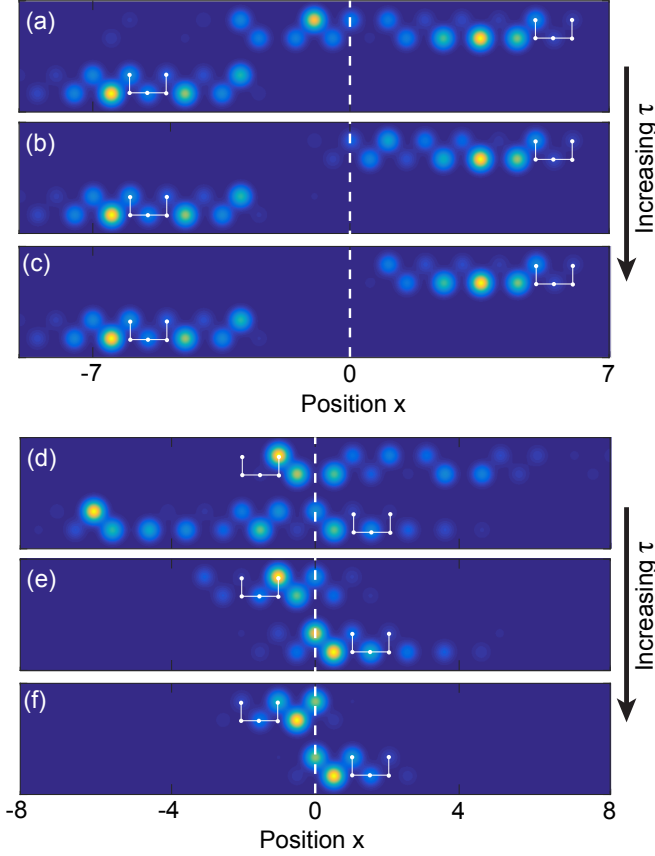 (a)
(b)
(c)
Increasing τ
-7 0 7
Position x
(d)
(e)
(f)
Increasing τ
-8 -4 0 4 8
Position x